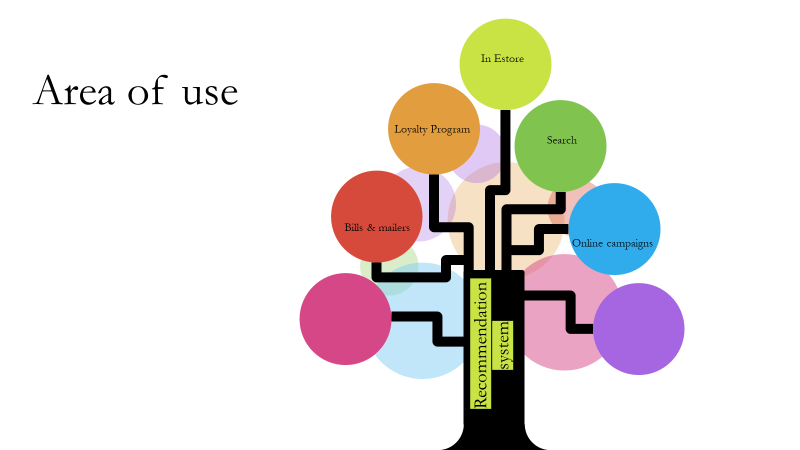 Area of use
In Estore
Loyalty Program
Search
Bills & mailers
Online campaigns
Recommendation
system